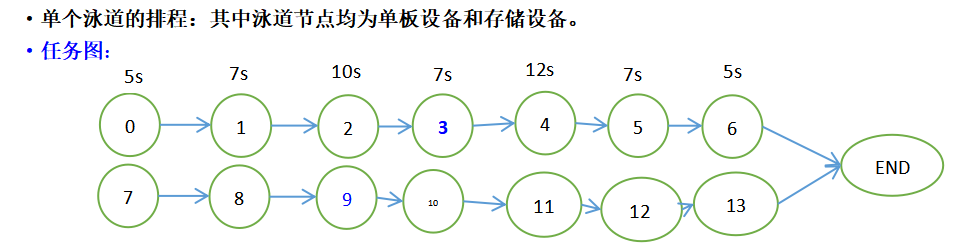 ·单个泳道的排程：其中泳道节点均为单板设备和存储设备。
·任务图：
5s 7s 10s 7s 12s 7s 5s
0 1 2 3 4 5 6
END
7 8 9 10 11 12 13